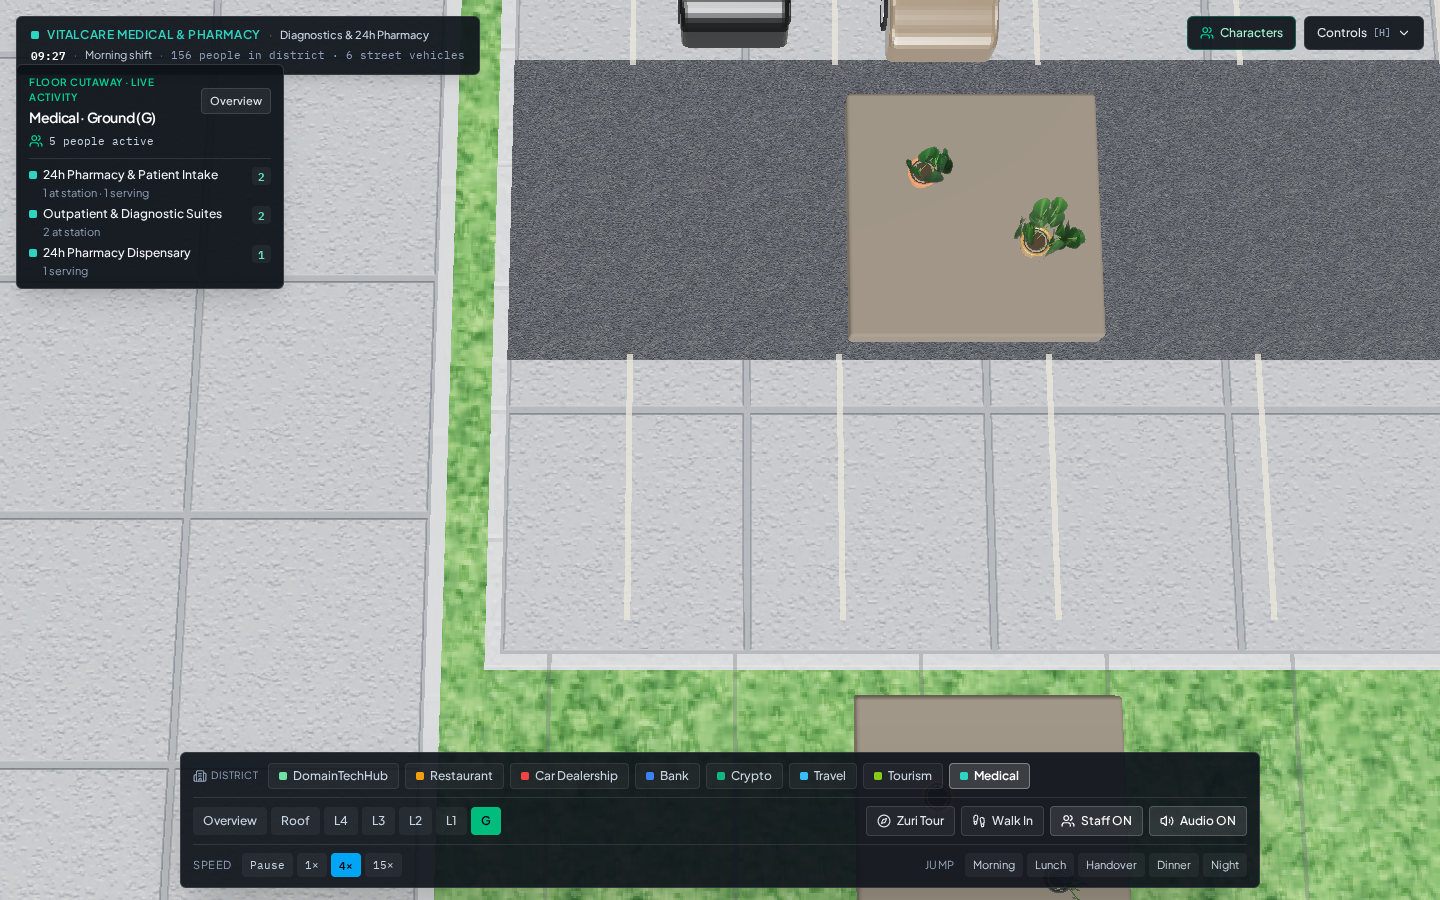 VITALCARE MEDICAL & PHARMACY · Diagnostics & 24h Pharmacy
09:27 · Morning shift · 156 people in district · 6 street vehicles
Characters
Controls [H]
FLOOR CUTAWAY · LIVE
ACTIVITY
Overview
Medical · Ground (G)
5 people active
24h Pharmacy & Patient Intake 2
1 at station · 1 serving
Outpatient & Diagnostic Suites 2
2 at station
24h Pharmacy Dispensary 1
1 serving
DISTRICT DomainTechHub Restaurant Car Dealership Bank Crypto Travel Tourism Medical
Overview Roof L4 L3 L2 L1 G Zuri Tour Walk In Staff ON Audio ON
SPEED Pause 1× 4× 15× JUMP Morning Lunch Handover Dinner Night